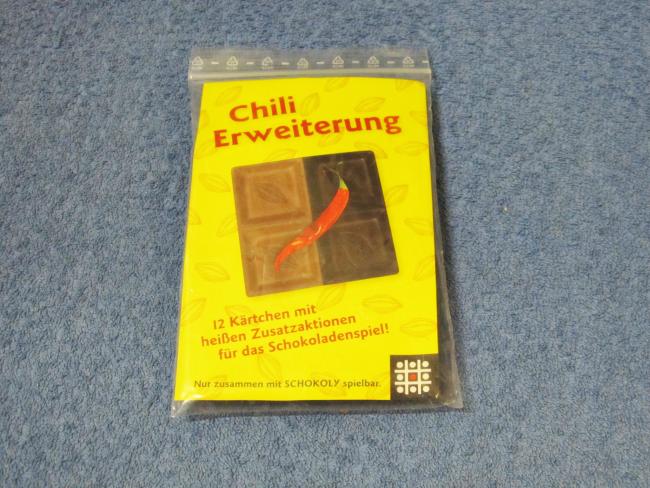 Chili
Erweiterung
12 Kärtchen mit
heißen Zusatzaktionen
für das Schokoladenspiel!
Nur zusammen mit SCHOKOLY spielbar.